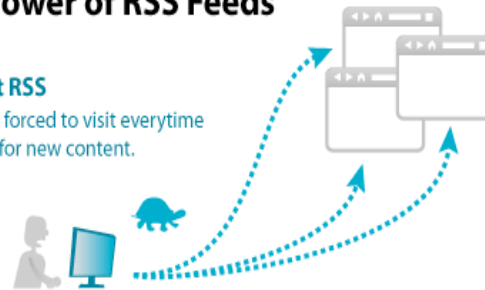 ower of RSS Feeds
t RSS
forced to visit everytime
for new content.